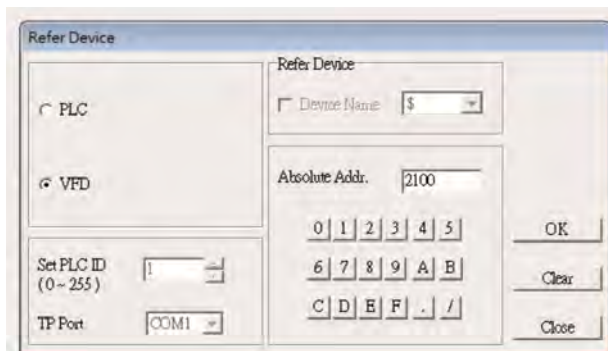 Refer Device
PLC
VFD
Set PLC ID
(0 ~ 255)
1
TP Port
COM1
Refer Device
Device Name
$
Absolute Addr.
2100
0 1 2 3 4 5
6 7 8 9 A B
C D E F . /
OK
Clear
Close